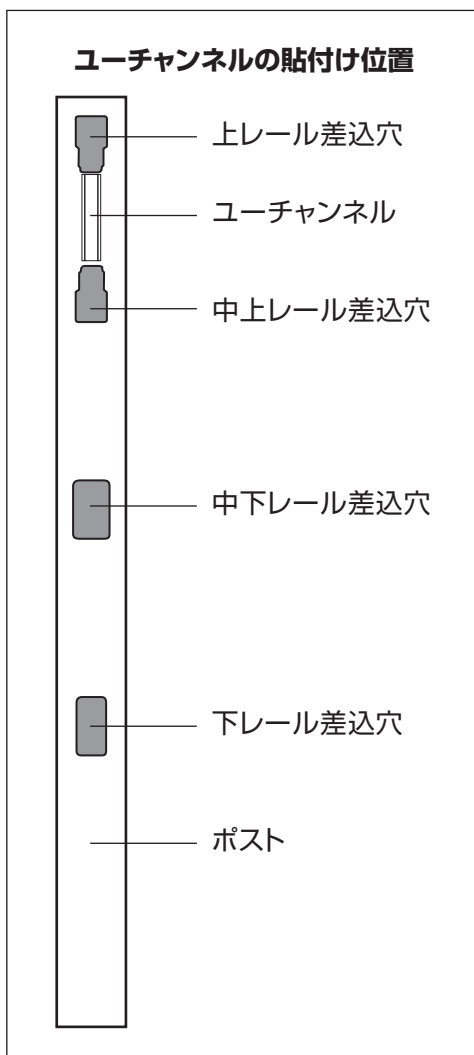 ユーチャンネルの貼付け位置
上レール差込穴
ユーチャンネル
中上レール差込穴
中下レール差込穴
下レール差込穴
ポスト